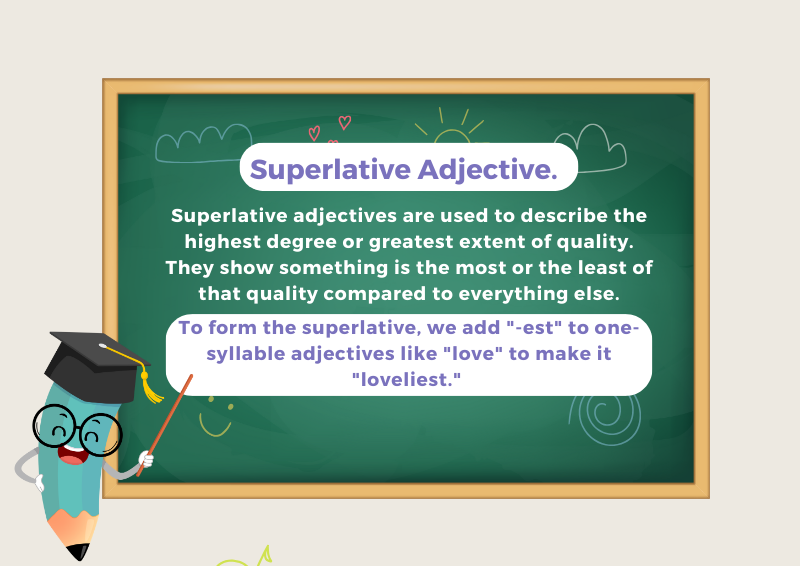 Superlative Adjective.
Superlative adjectives are used to describe the
highest degree or greatest extent of quality.
They show something is the most or the least of
that quality compared to everything else.
To form the superlative, we add "-est" to one-
syllable adjectives like "love" to make it
"loveliest."